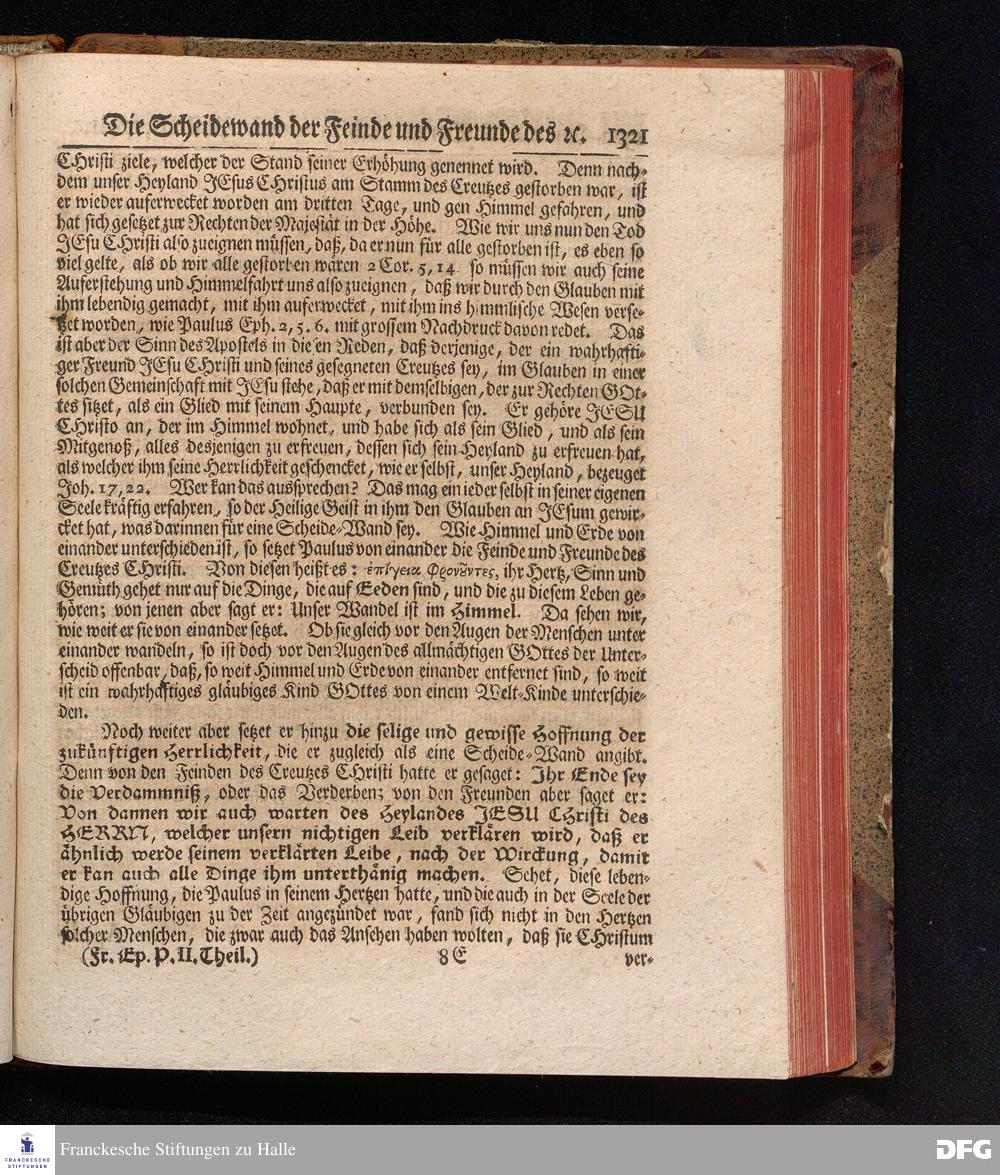 Die Scheidewand der Feinde und Freunde des ꝛc. 1321
CHristi ziele, welcher der Stand seiner Erhöhung genennet wird. Denn nach-
dem unser Heyland JEsus CHristus am Stamm des Creutzes gestorben war, ist
er wieder auferwecket worden am dritten Tage, und gen Himmel gefahren, und
hat sich gesetzet zur Rechten der Majestät in der Höhe. Wie wir uns nun den Tod
JEsu CHristi also zueignen müssen, daß, da er nun für alle gestorben ist, es eben so
viel gelte, als ob wir alle gestorben wären 2 Cor. 5, 14. so müssen wir auch seine
Auferstehung und Himmelfahrt uns also zueignen, daß wir durch den Glauben mit
ihm lebendig gemacht, mit ihm auferwecket, mit ihm ins himmlische Wesen verse-
tzet worden, wie Paulus Eph. 2, 5. 6. mit grossem Nachdruck davon redet. Das
ist aber der Sinn des Apostels in diesen Reden, daß derjenige, der ein wahrhafti-
ger Freund JEsu CHristi und seines gesegneten Creutzes sey, im Glauben in einer
solchen Gemeinschaft mit JEsu stehe, daß er mit demselbigen, der zur Rechten GOt-
tes sitzet, als ein Glied mit seinem Haupte, verbunden sey. Er gehöre JESU
CHristo an, der im Himmel wohnet, und habe sich als sein Glied, und als sein
Mitgenoß, alles desjenigen zu erfreuen, dessen sich sein Heyland zu erfreuen hat,
als welcher ihm seine Herrlichkeit geschencket, wie er selbst, unser Heyland, bezeuget
Joh. 17, 22. Wer kan das aussprechen? Das mag ein ieder selbst in seiner eigenen
Seele kräftig erfahren, so der Heilige Geist in ihm den Glauben an JEsum gewir-
cket hat, was darinnen für eine Scheide-Wand sey. Wie Himmel und Erde von
einander unterschieden ist, so setzet Paulus von einander die Feinde und Freunde des
Creutzes CHristi. Von diesen heißt es: ἐπίγεια φρονοῦντες, ihr Hertz, Sinn und
Gemüth gehet nur auf die Dinge, die auf Eeden sind, und die zu diesem Leben ge-
hören; von jenen aber sagt er: Unser Wandel ist im Himmel. Da sehen wir,
wie weit er sie von einander setzet. Ob sie gleich vor den Augen der Menschen unter
einander wandeln, so ist doch vor den Augen des allmächtigen GOttes der Unter-
scheid offenbar, daß, so weit Himmel und Erde von einander entfernet sind, so weit
ist ein wahrhaftiges gläubiges Kind GOttes von einem Welt-Kinde unterschie-
den.
Noch weiter aber setzet er hinzu die selige und gewisse Hoffnung der
zukünftigen Herrlichkeit, die er zugleich als eine Scheide-Wand angibt.
Denn von den Feinden des Creutzes CHristi hatte er gesaget: Ihr Ende sey
die Verdammniß, oder das Verderben; von den Freunden aber saget er:
Von dannen wir auch warten des Heylandes JESU CHristi des
HERRN, welcher unsern nichtigen Leib verklären wird, daß er
ähnlich werde seinem verklärten Leibe, nach der Wirckung, damit
er kan auch alle Dinge ihm unterthänig machen. Sehet, diese leben-
dige Hoffnung, die Paulus in seinem Hertzen hatte, und die auch in der Seele der
übrigen Gläubigen zu der Zeit angezündet war, fand sich nicht in den Hertzen
solcher Menschen, die zwar auch das Ansehen haben wolten, daß sie CHristum
(Fr. Ep. P. II. Theil.) 8 E ver-
FRANCKESCHE
STIFTUNGEN
Franckesche Stiftungen zu Halle
DFG